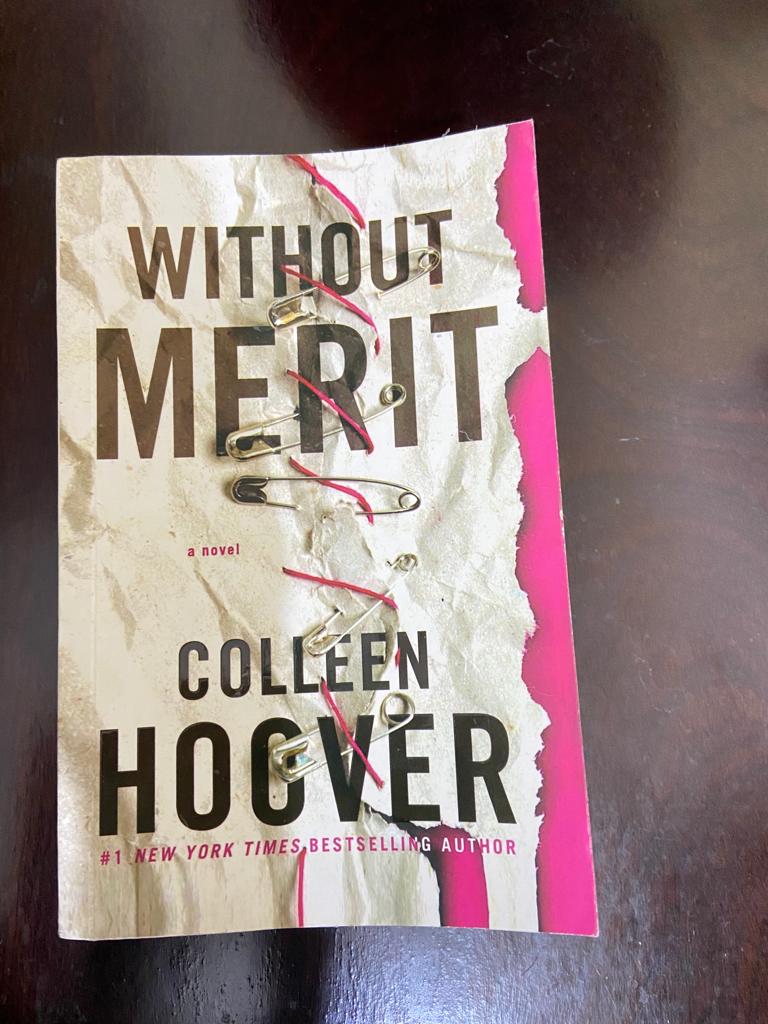 WITHOUT
MERIT
a novel
COLLEEN
HOOVER
#1 NEW YORK TIMES BESTSELLING AUTHOR